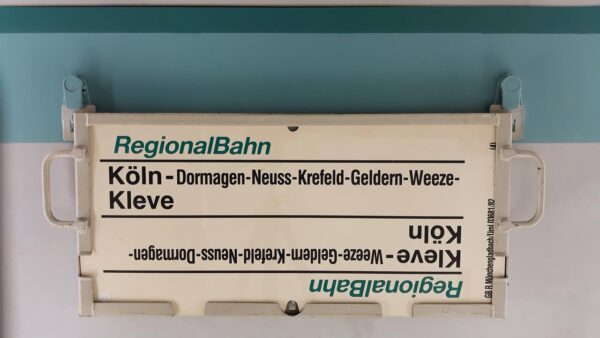 RegionalBahn
Köln - Dormagen-Neuss-Krefeld-Geldern-Weeze-
Kleve
Kleve - Weeze-Geldern-Krefeld-Neuss-Dormagen-
Köln
RegionalBahn